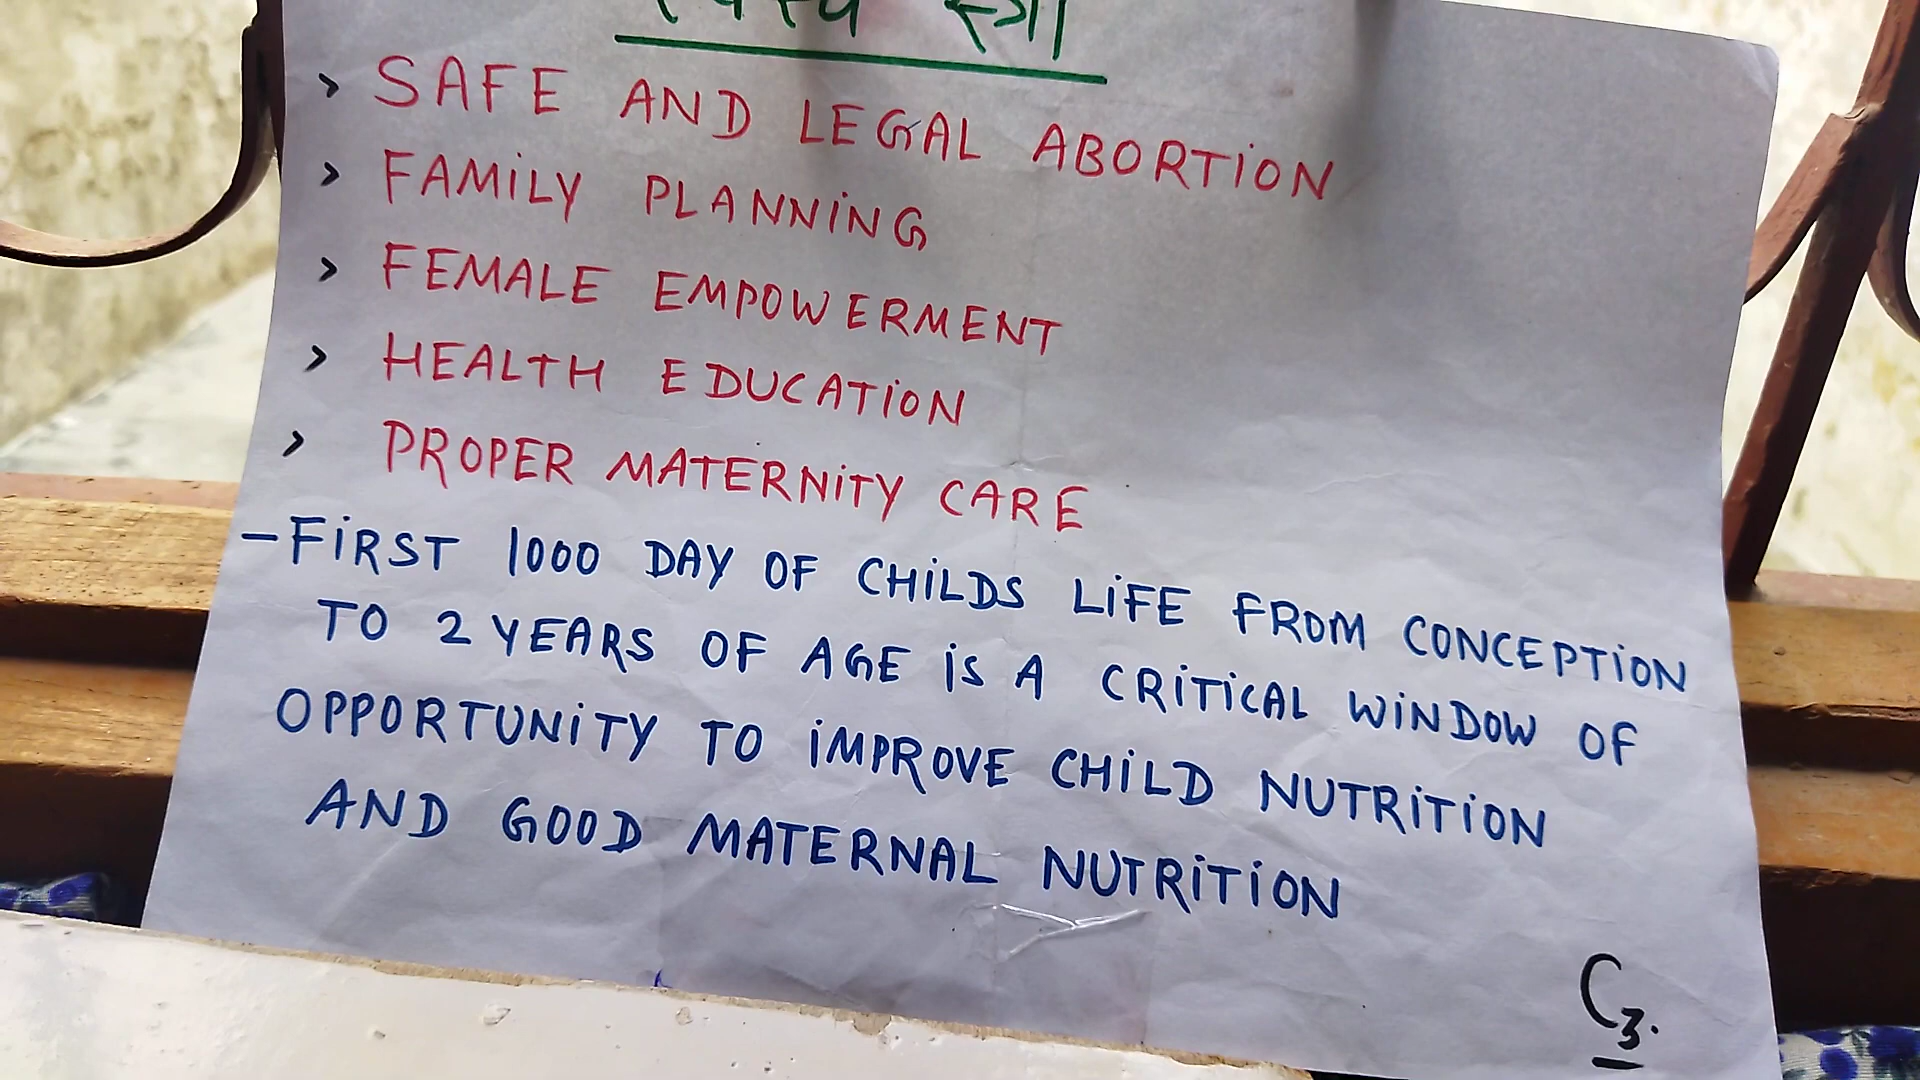 > SAFE AND LEGAL ABORTION
> FAMILY PLANNING
> FEMALE EMPOWERMENT
> HEALTH EDUCATION
> PROPER MATERNITY CARE
- FIRST 1000 DAY OF CHILDS LIFE FROM CONCEPTION
TO 2 YEARS OF AGE IS A CRITICAL WINDOW OF
OPPORTUNITY TO IMPROVE CHILD NUTRITION
AND GOOD MATERNAL NUTRITION
C3.